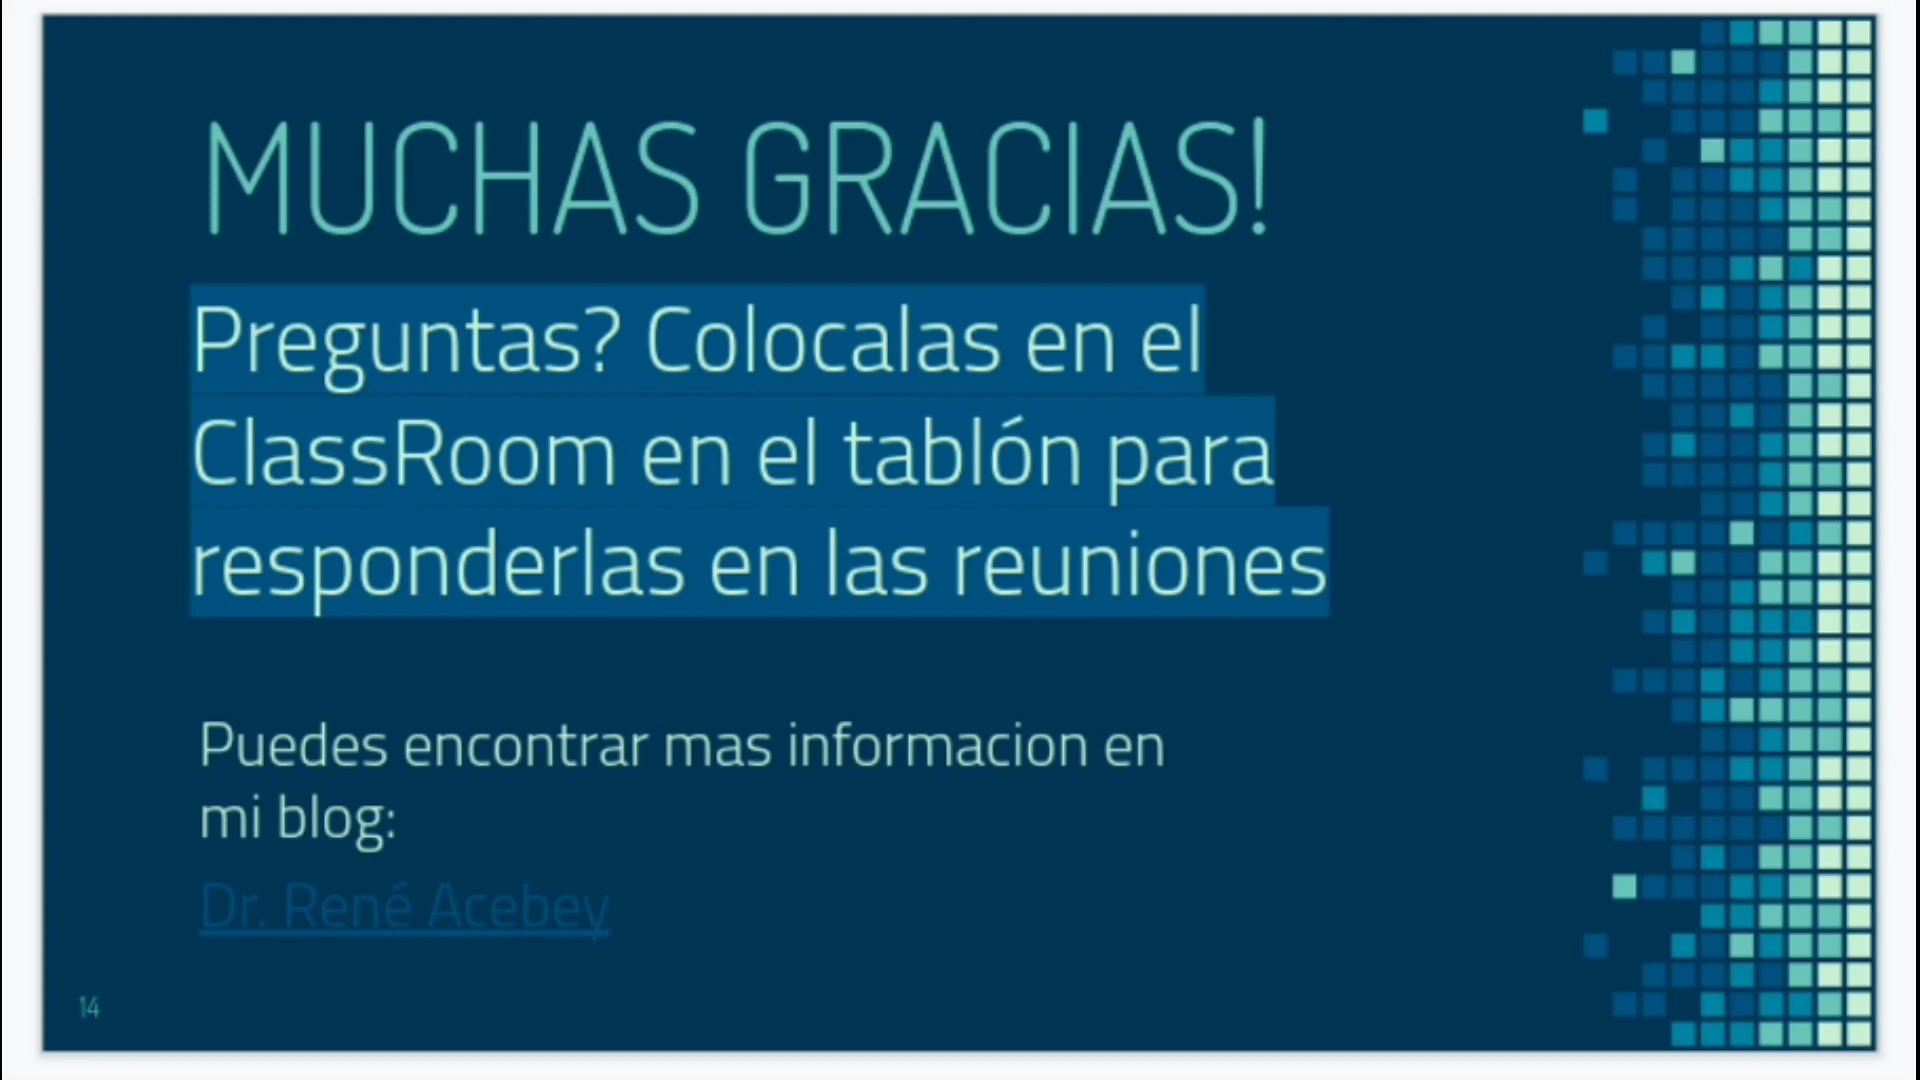 MUCHAS GRACIAS!
Preguntas? Colocalas en el
ClassRoom en el tablón para
responderlas en las reuniones
Puedes encontrar mas informacion en
mi blog:
Dr. René Acebey
14